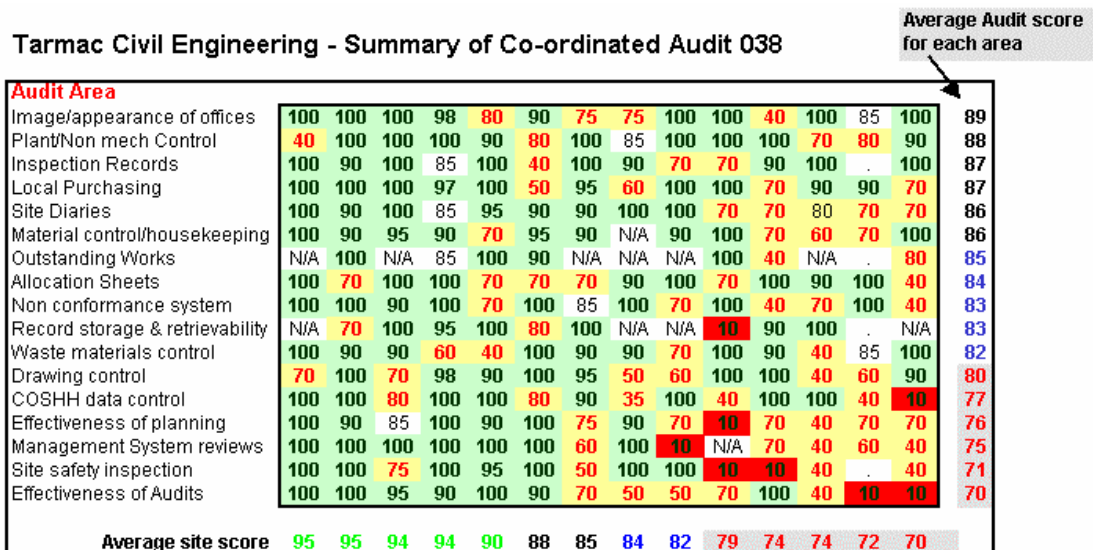 Average Audit score
for each area
Tarmac Civil Engineering - Summary of Co-ordinated Audit 038
Audit Area
Image/appearance of offices 100 100 100 98 80 90 75 75 100 100 40 100 85 100 89
Plant/Non mech Control 40 100 100 100 90 80 100 85 100 100 100 70 80 90 88
Inspection Records 100 90 100 85 100 40 100 90 70 70 90 100 . 100 87
Local Purchasing 100 100 100 97 100 50 95 60 100 100 70 90 90 70 87
Site Diaries 100 90 100 85 95 90 90 100 100 70 70 80 70 70 86
Material control/housekeeping 100 90 95 90 70 95 90 N/A 90 100 70 60 70 100 86
Outstanding Works N/A 100 N/A 85 100 90 N/A N/A N/A 100 40 N/A . 80 85
Allocation Sheets 100 70 100 100 70 70 70 90 100 70 100 90 100 40 84
Non conformance system 100 100 90 100 70 100 85 100 70 100 40 70 100 40 83
Record storage & retrievability N/A 70 100 95 100 80 100 N/A N/A 10 90 100 . N/A 83
Waste materials control 100 90 90 60 40 100 90 90 70 100 90 40 85 100 82
Drawing control 70 100 70 98 90 100 95 50 60 100 100 40 60 90 80
COSHH data control 100 100 80 100 100 80 90 35 100 40 100 100 40 10 77
Effectiveness of planning 100 90 85 100 90 100 75 90 70 10 70 40 70 70 76
Management System reviews 100 100 100 100 100 100 60 100 10 N/A 70 40 60 40 75
Site safety inspection 100 100 75 100 95 100 50 100 100 10 10 40 . 40 71
Effectiveness of Audits 100 100 95 90 100 90 70 50 50 70 100 40 10 10 70
Average site score 95 95 94 94 90 88 85 84 82 79 74 74 72 70